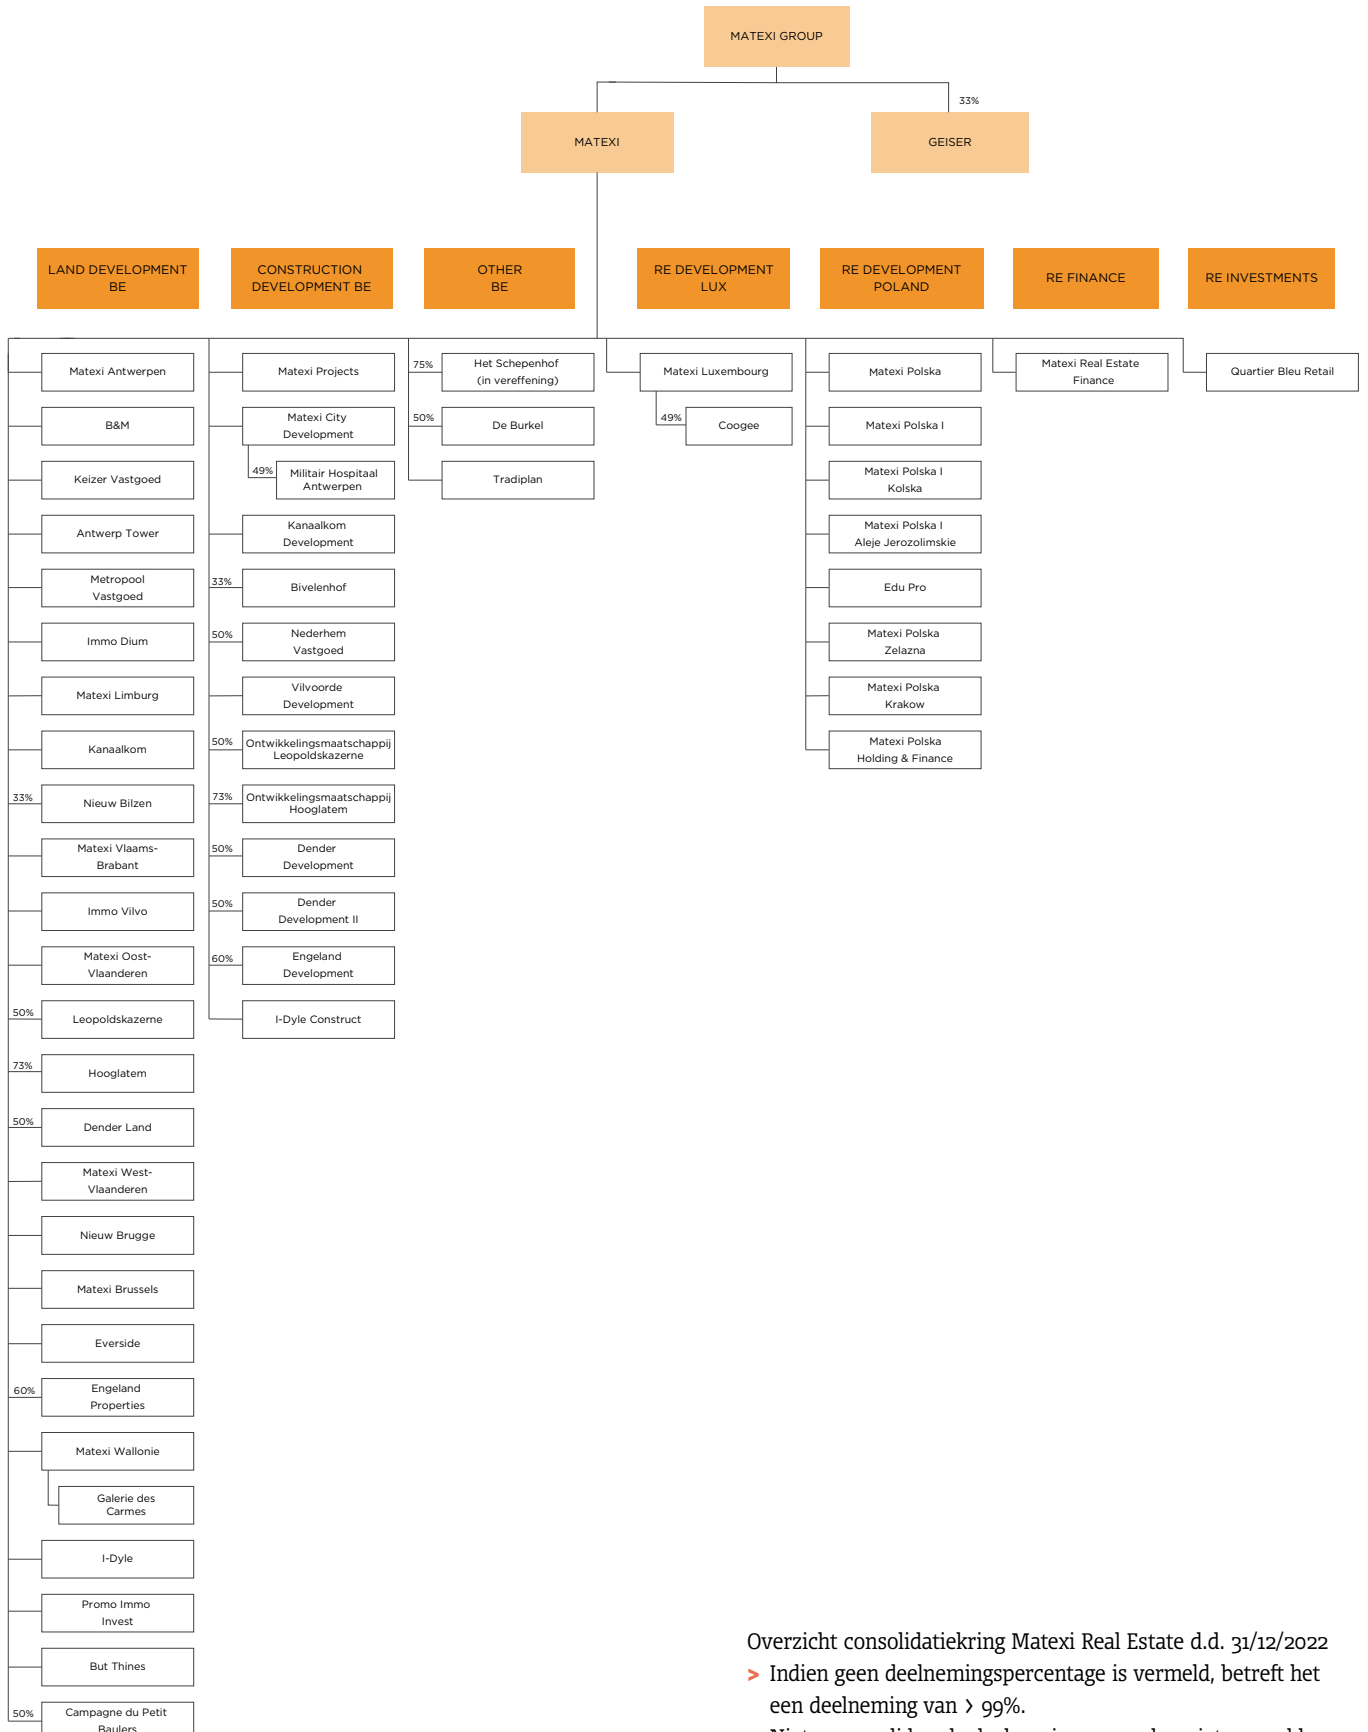 MATEXI GROUP
33%
MATEXI
GEISER
LAND DEVELOPMENT
BE
CONSTRUCTION
DEVELOPMENT BE
OTHER
BE
RE DEVELOPMENT
LUX
RE DEVELOPMENT
POLAND
RE FINANCE
RE INVESTMENTS
Matexi Antwerpen
B&M
Keizer Vastgoed
Antwerp Tower
Metropool
Vastgoed
Immo Dium
Matexi Limburg
Kanaalkom
33%
Nieuw Bilzen
Matexi Vlaams-
Brabant
Immo Vilvo
Matexi Oost-
Vlaanderen
50%
Leopoldskazerne
73%
Hooglatem
50%
Dender Land
Matexi West-
Vlaanderen
Nieuw Brugge
Matexi Brussels
Everside
60%
Engeland
Properties
Matexi Wallonie
Galerie des
Carmes
I-Dyle
Promo Immo
Invest
But Thines
50%
Campagne du Petit
Baulers
Matexi Projects
Matexi City
Development
49%
Militair Hospitaal
Antwerpen
Kanaalkom
Development
33%
Bivelenhof
50%
Nederhem
Vastgoed
Vilvoorde
Development
50%
Ontwikkelingsmaatschappij
Leopoldskazerne
73%
Ontwikkelingsmaatschappij
Hooglatem
50%
Dender
Development
50%
Dender
Development II
60%
Engeland
Development
I-Dyle Construct
75%
Het Schepenhof
(in vereffening)
50%
De Burkel
Tradiplan
Matexi Luxembourg
49%
Coogee
Matexi Polska
Matexi Polska I
Matexi Polska I
Kolska
Matexi Polska I
Aleje Jerozolimskie
Edu Pro
Matexi Polska
Zelazna
Matexi Polska
Krakow
Matexi Polska
Holding & Finance
Matexi Real Estate
Finance
Quartier Bleu Retail
Overzicht consolidatiekring Matexi Real Estate d.d. 31/12/2022
> Indien geen deelnemingspercentage is vermeld, betreft het
een deelneming van > 99%.